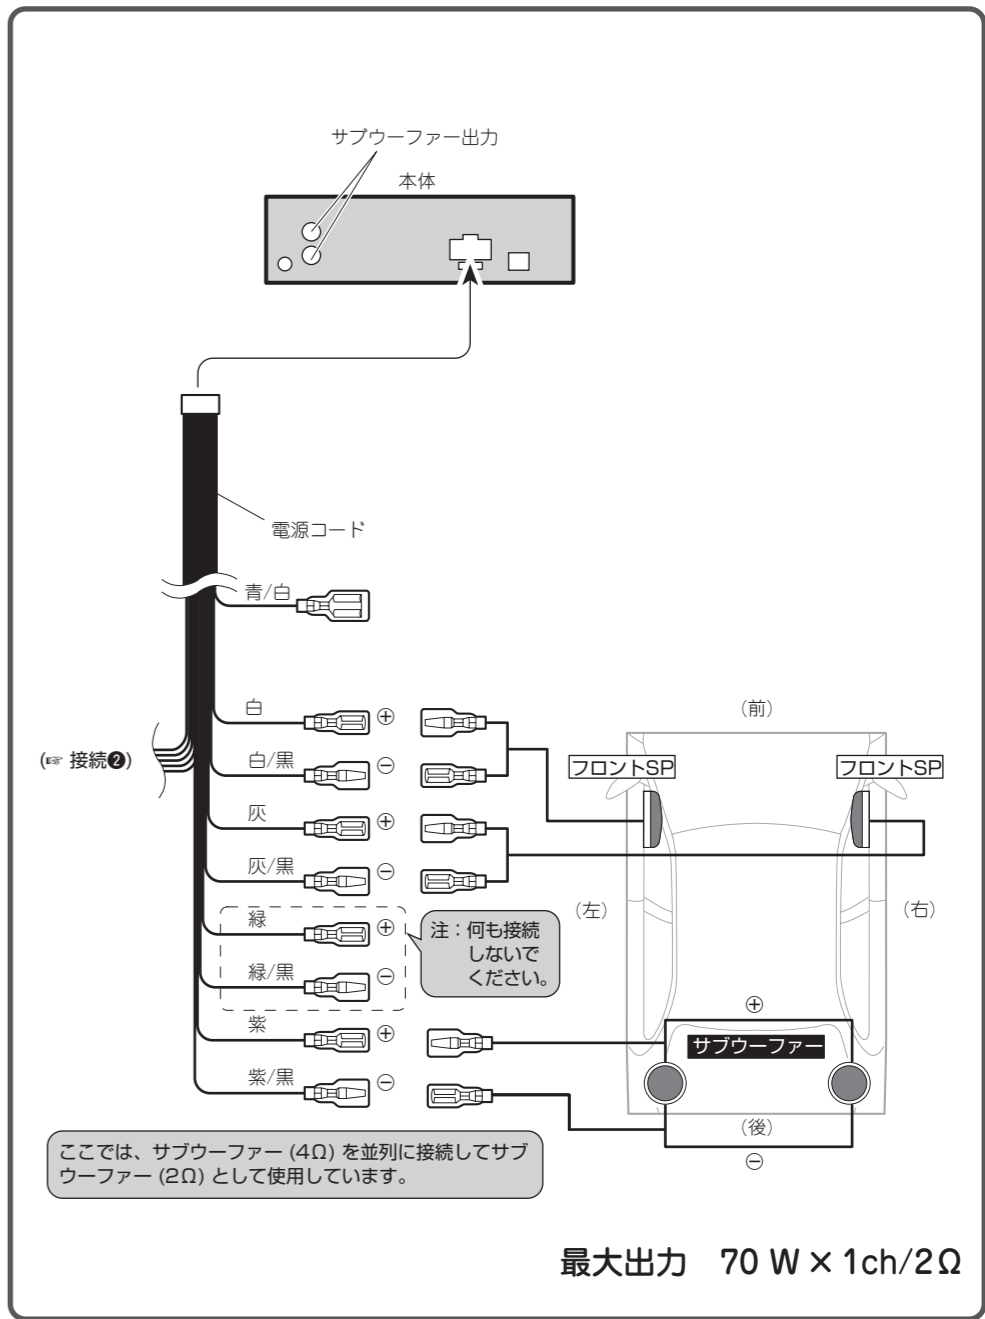 サブウーファー出力
本体
電源コード
青/白
白 ⊕
(☞ 接続❷)
白/黒 ⊖
灰 ⊕
灰/黒 ⊖
緑 ⊕
緑/黒 ⊖
注：何も接続
しないで
ください。
紫 ⊕
紫/黒 ⊖
(前)
フロントSP
フロントSP
(左)
(右)
⊕
サブウーファー
(後)
⊖
ここでは、サブウーファー (4Ω) を並列に接続してサブ
ウーファー (2Ω) として使用しています。
最大出力　70 W × 1ch/2Ω